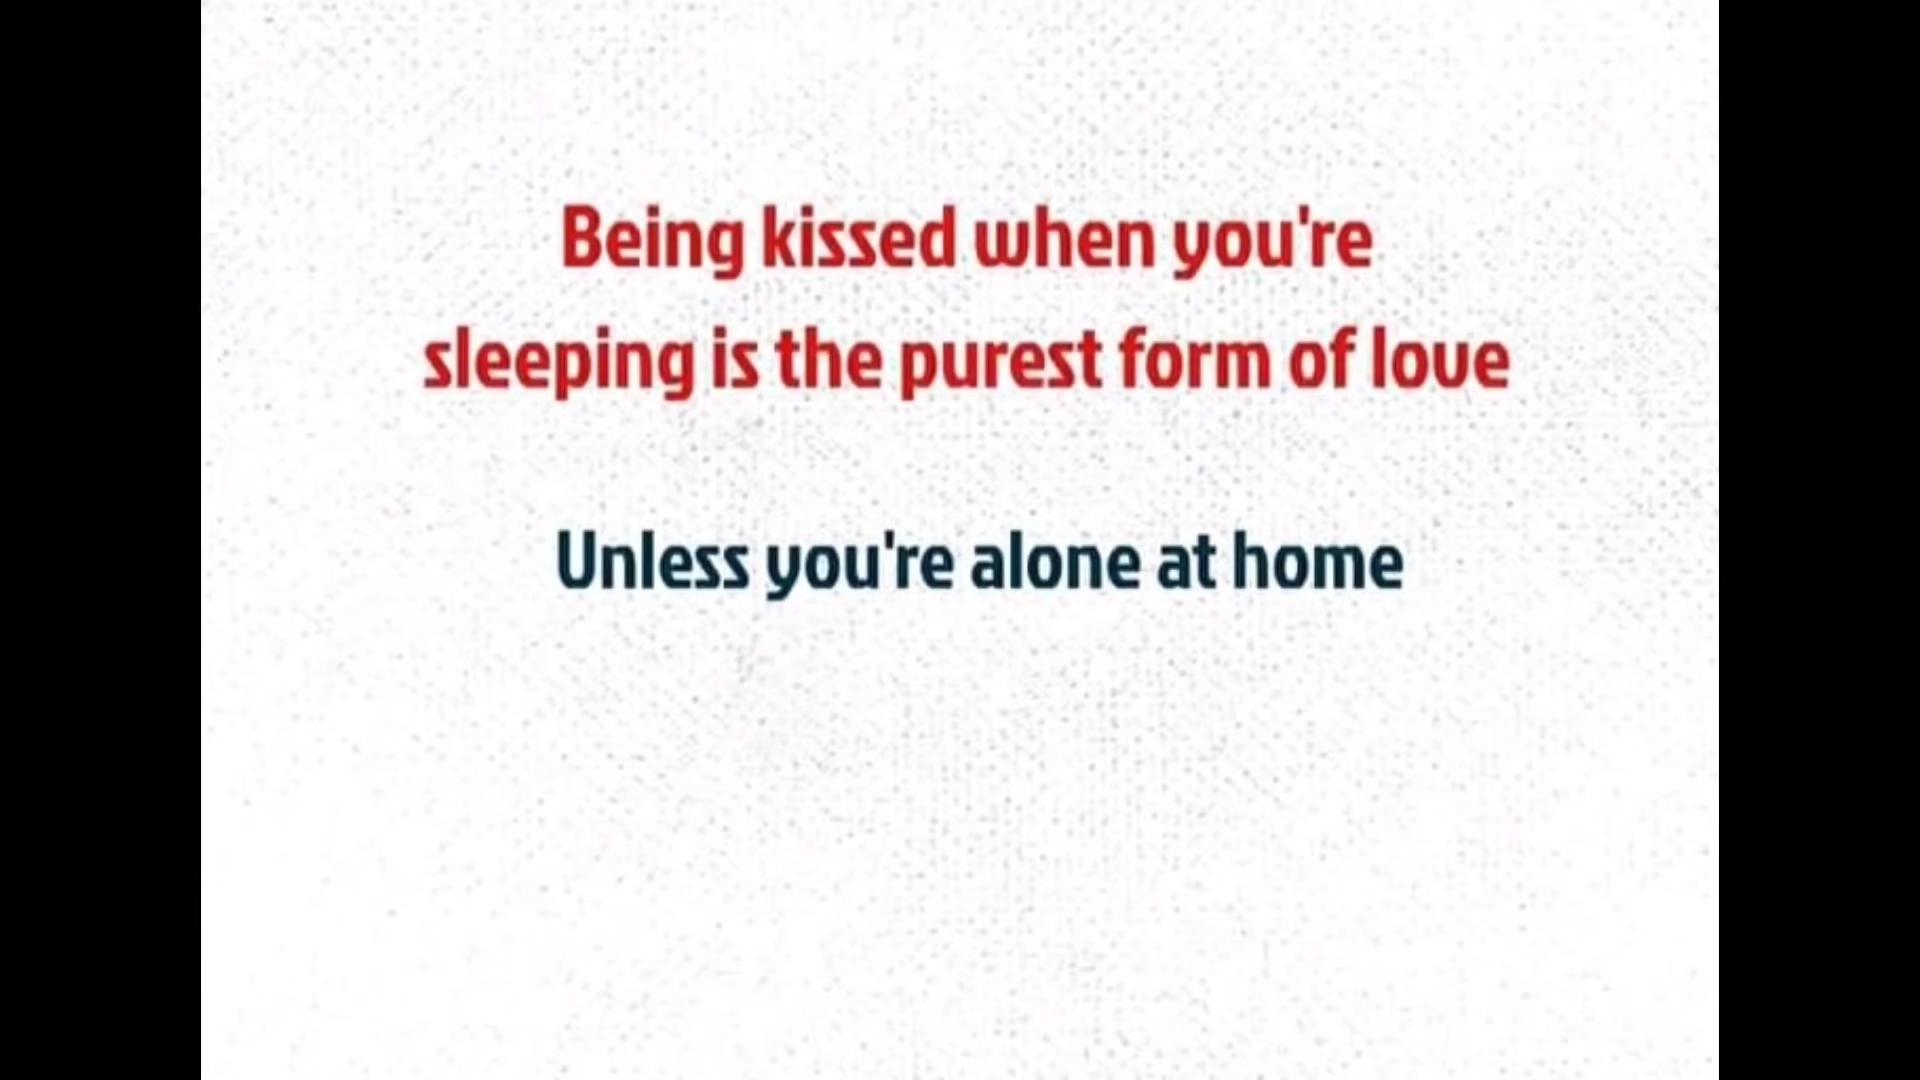 Being kissed when you're
sleeping is the purest form of love
Unless you're alone at home